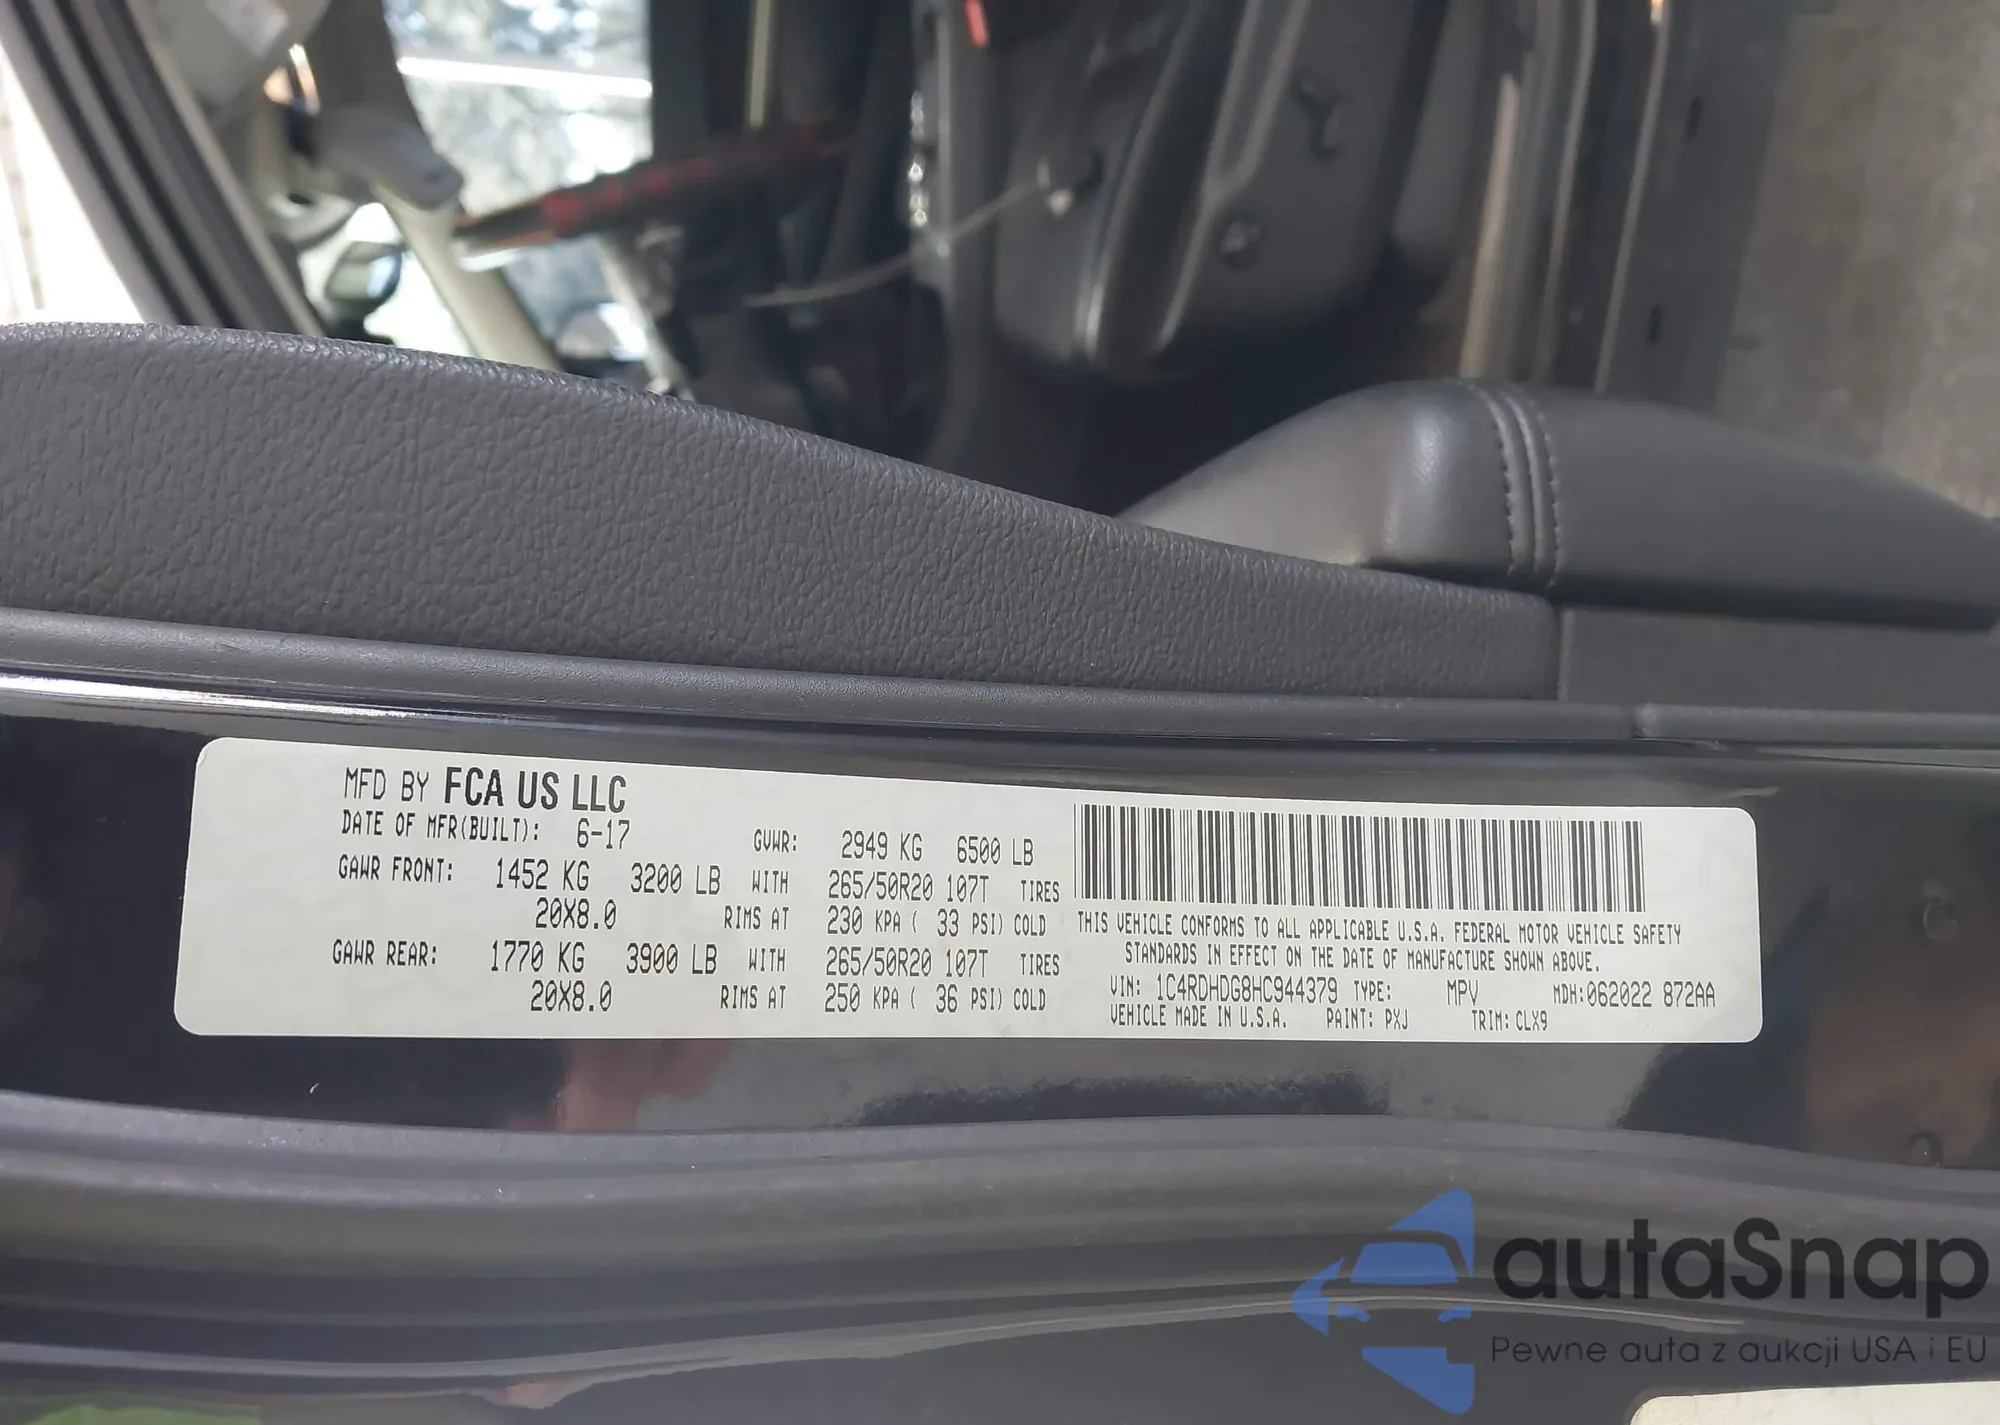 MFD BY FCA US LLC
DATE OF MFR(BUILT): 6-17 GVWR: 2949 KG 6500 LB
GAWR FRONT: 1452 KG 3200 LB WITH 265/50R20 107T TIRES
20X8.0 RIMS AT 230 KPA ( 33 PSI) COLD
GAWR REAR: 1770 KG 3900 LB WITH 265/50R20 107T TIRES
20X8.0 RIMS AT 250 KPA ( 36 PSI) COLD
THIS VEHICLE CONFORMS TO ALL APPLICABLE U.S.A. FEDERAL MOTOR VEHICLE SAFETY
STANDARDS IN EFFECT ON THE DATE OF MANUFACTURE SHOWN ABOVE.
VIN: 1C4RDHDG8HC944379 TYPE: MPV MDH:062022 872AA
VEHICLE MADE IN U.S.A. PAINT: PXJ TRIM: CLX9
autaSnap
Pewne auta z aukcji USA i EU